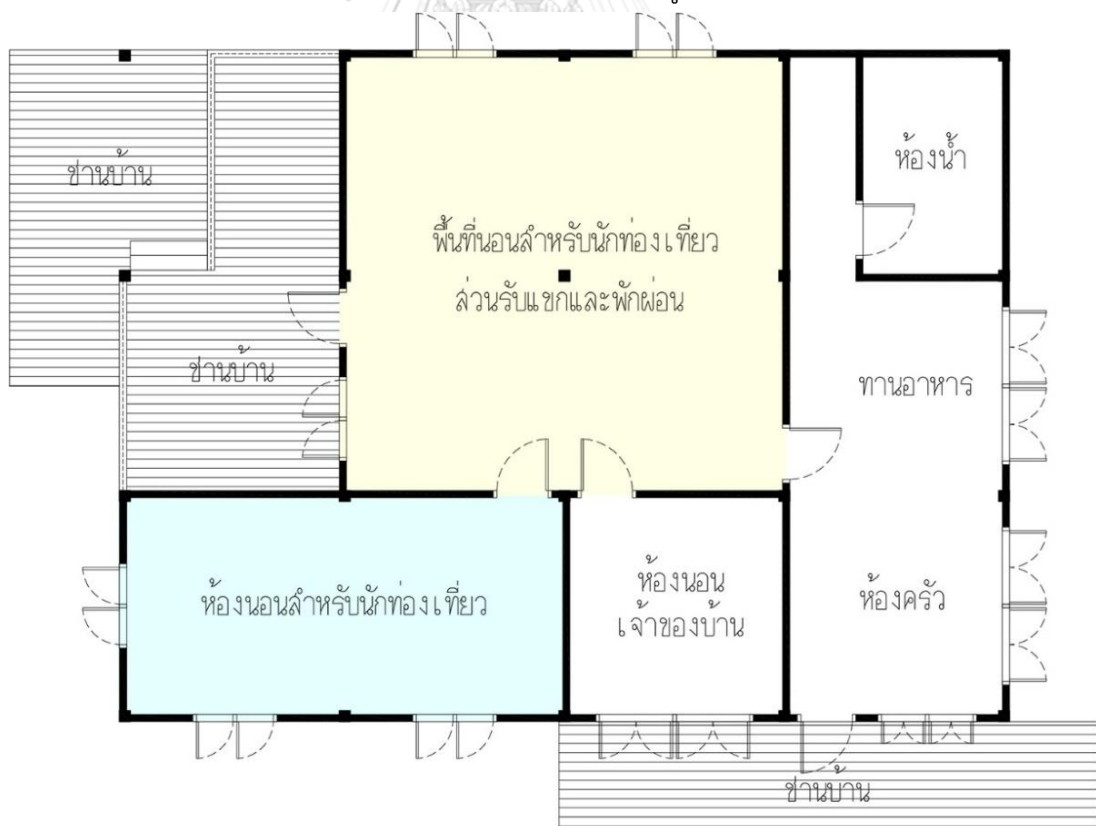 ห้องน้ำ
ชานบ้าน
พื้นที่นอนสำหรับนักท่องเที่ยว
ส่วนรับแขกและพักผ่อน
ชานบ้าน
ทานอาหาร
ห้องนอนสำหรับนักท่องเที่ยว
ห้องนอน
เจ้าของบ้าน
ห้องครัว
ชานบ้าน